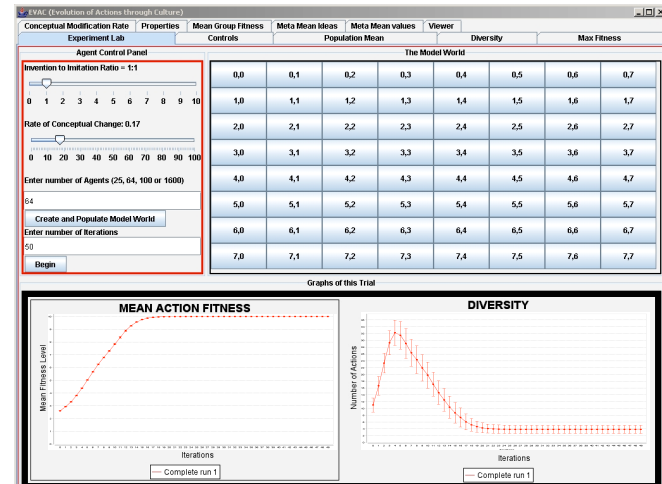 EVAC (Evolution of Actions through Culture)
Conceptual Modification Rate Properties Mean Group Fitness Meta Mean Ideas Meta Mean values Viewer
Experiment Lab Controls Population Mean Diversity Max Fitness
Agent Control Panel
The Model World
Invention to Imitation Ratio = 1:1
0 1 2 3 4 5 6 7 8 9 10
Rate of Conceptual Change: 0.17
0 10 20 30 40 50 60 70 80 90 100
Enter number of Agents (25, 64, 100 or 1600)
64
Create and Populate Model World
Enter number of Iterations
50
Begin
0,0 0,1 0,2 0,3 0,4 0,5 0,6 0,7
1,0 1,1 1,2 1,3 1,4 1,5 1,6 1,7
2,0 2,1 2,2 2,3 2,4 2,5 2,6 2,7
3,0 3,1 3,2 3,3 3,4 3,5 3,6 3,7
4,0 4,1 4,2 4,3 4,4 4,5 4,6 4,7
5,0 5,1 5,2 5,3 5,4 5,5 5,6 5,7
6,0 6,1 6,2 6,3 6,4 6,5 6,6 6,7
7,0 7,1 7,2 7,3 7,4 7,5 7,6 7,7
Graphs of this Trial
MEAN ACTION FITNESS
Mean Fitness Level
Iterations
Complete run 1
DIVERSITY
Number of Actions
Iterations
Complete run 1